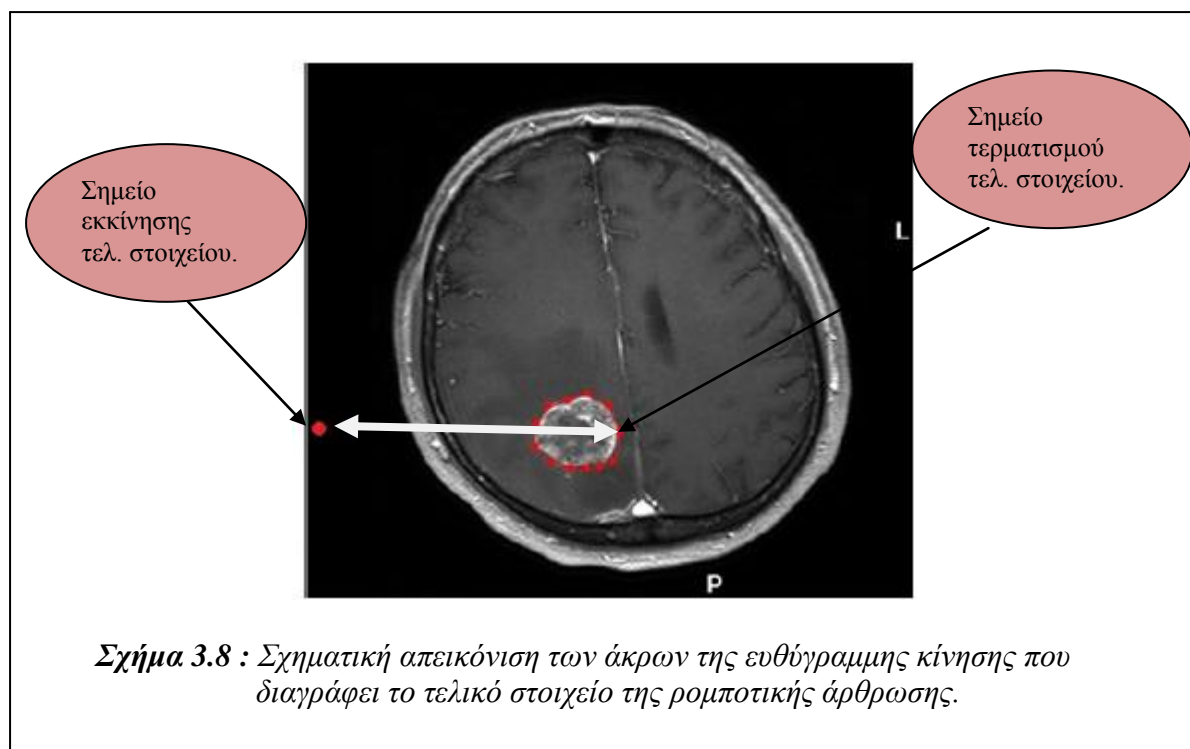 Σημείο
εκκίνησης
τελ. στοιχείου.
Σημείο
τερματισμού
τελ. στοιχείου.
L
P
Σχήμα 3.8 : Σχηματική απεικόνιση των άκρων της ευθύγραμμης κίνησης που
διαγράφει το τελικό στοιχείο της ρομποτικής άρθρωσης.